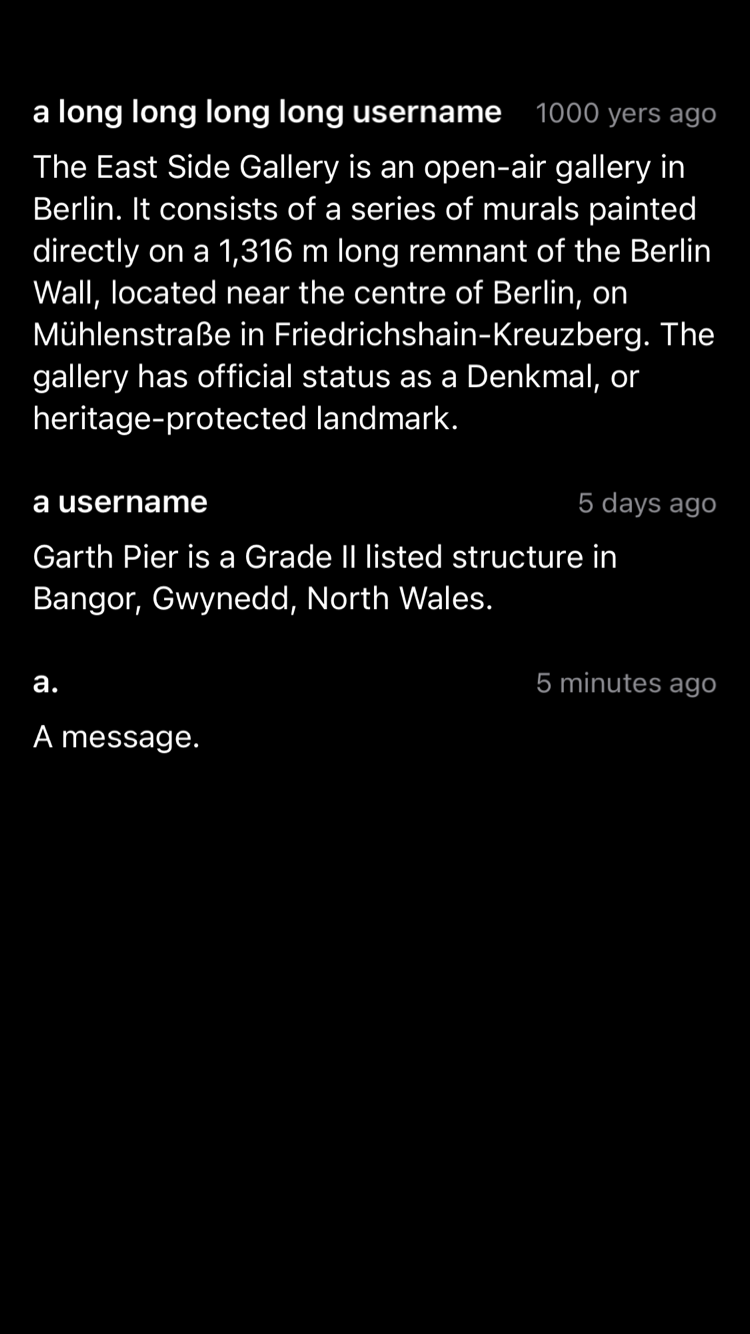 a long long long long username 1000 yers ago
The East Side Gallery is an open-air gallery in
Berlin. It consists of a series of murals painted
directly on a 1,316 m long remnant of the Berlin
Wall, located near the centre of Berlin, on
Mühlenstraße in Friedrichshain-Kreuzberg. The
gallery has official status as a Denkmal, or
heritage-protected landmark.
a username 5 days ago
Garth Pier is a Grade II listed structure in
Bangor, Gwynedd, North Wales.
a. 5 minutes ago
A message.